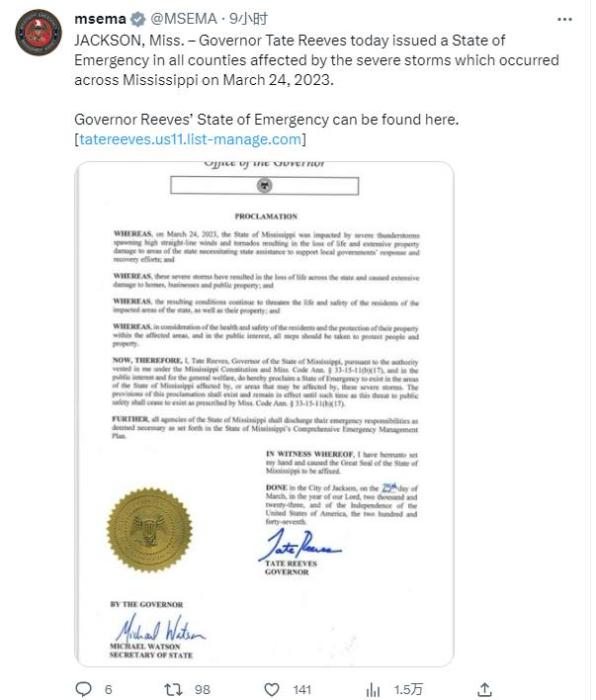 msema @MSEMA · 9小时
JACKSON, Miss. – Governor Tate Reeves today issued a State of
Emergency in all counties affected by the severe storms which occurred
across Mississippi on March 24, 2023.
Governor Reeves’ State of Emergency can be found here.
[tatereeves.us11.list-manage.com]
Office of the Governor
PROCLAMATION
WHEREAS, on March 24, 2023, the State of Mississippi was impacted by severe thunderstorms
spawning high straight-line winds and tornados resulting in the loss of life and extensive property
damage to areas of the state necessitating state assistance to support local governments' response and
recovery efforts; and
WHEREAS, these severe storms have resulted in the loss of life across the state and caused extensive
damage to homes, businesses and public property; and
WHEREAS, the resulting conditions continue to threaten the life and safety of the residents of the
impacted areas of the state, as well as their property; and
WHEREAS, in consideration of the health and safety of the residents and the protection of their property
within the affected areas, and in the public interest, all steps should be taken to protect people and
property.
NOW, THEREFORE, I, Tate Reeves, Governor of the State of Mississippi, pursuant to the authority
vested in me under the Mississippi Constitution and Miss. Code Ann. § 33-15-11(b)(17), and in the
public interest and for the general welfare, do hereby proclaim a State of Emergency to exist in the areas
of the State of Mississippi affected by, or areas that may be affected by, these severe storms. The
provisions of this proclamation shall exist and remain in effect until such time as this threat to public
safety shall cease to exist as prescribed by Miss. Code Ann. § 33-15-11(b)(17).
FURTHER, all agencies of the State of Mississippi shall discharge their emergency responsibilities as
deemed necessary as set forth in the State of Mississippi's Comprehensive Emergency Management
Plan.
IN WITNESS WHEREOF, I have hereunto set
my hand and caused the Great Seal of the State of
Mississippi to be affixed.
DONE in the City of Jackson, on the 25th day of
March, in the year of our Lord, two thousand and
twenty-three, and of the Independence of the
United States of America, the two hundred and
forty-seventh.
Tate Reeves
TATE REEVES
GOVERNOR
BY THE GOVERNOR
Michael Watson
MICHAEL WATSON
SECRETARY OF STATE
6 98 141 1.5万